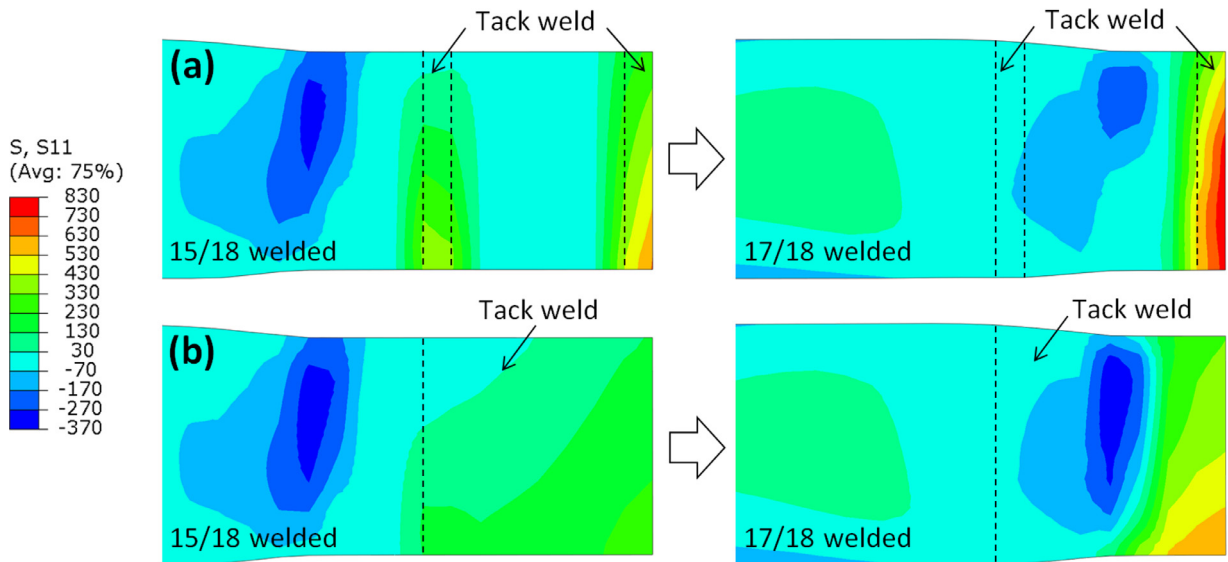 Tack weld
Tack weld
(a)
S, S11
(Avg: 75%)
830
730
630
530
430
330
230
130
30
-70
-170
-270
-370
15/18 welded
17/18 welded
Tack weld
Tack weld
(b)
15/18 welded
17/18 welded